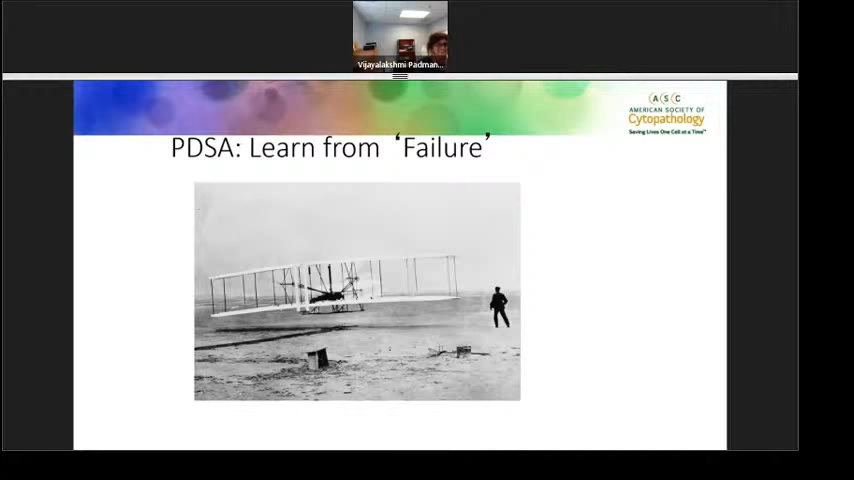 Vijayalakshmi Padman...
ASC
AMERICAN SOCIETY OF
Cytopathology
Saving Lives One Cell at a Time™
PDSA: Learn from ‘Failure’